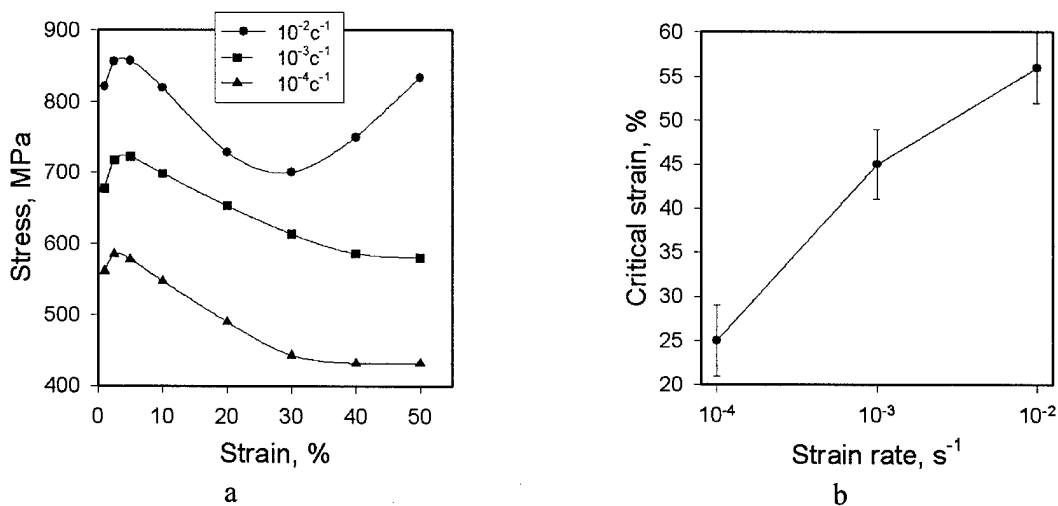 900
800
700
600
500
400
0 10 20 30 40 50
Stress, MPa
Strain, %
10⁻²c⁻¹
10⁻³c⁻¹
10⁻⁴c⁻¹
a
60
55
50
45
40
35
30
25
20
10⁻⁴ 10⁻³ 10⁻²
Critical strain, %
Strain rate, s⁻¹
b